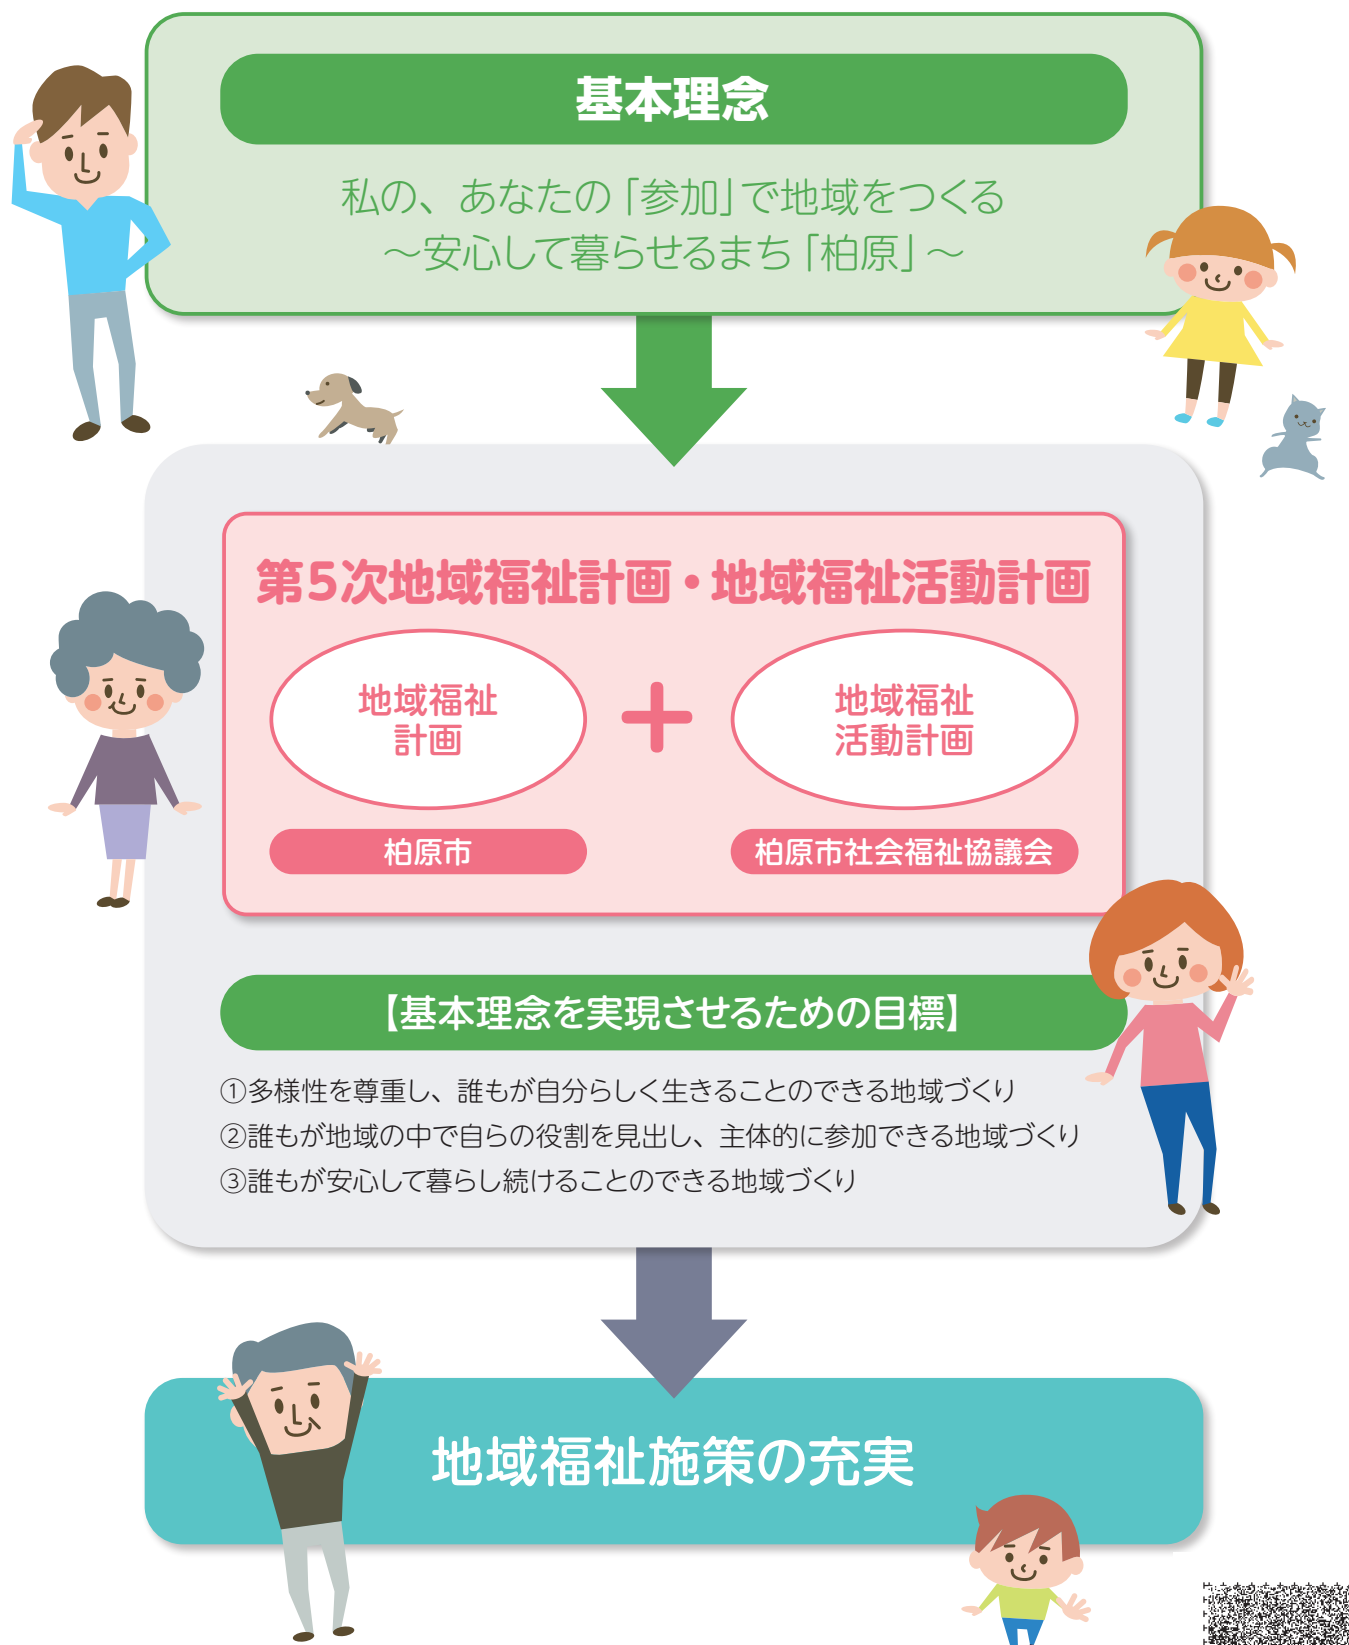 基本理念
私の、あなたの「参加」で地域をつくる
～安心して暮らせるまち「柏原」～
第5次地域福祉計画・地域福祉活動計画
地域福祉
計画
+
地域福祉
活動計画
柏原市
柏原市社会福祉協議会
【基本理念を実現させるための目標】
①多様性を尊重し、誰もが自分らしく生きることのできる地域づくり
②誰もが地域の中で自らの役割を見出し、主体的に参加できる地域づくり
③誰もが安心して暮らし続けることのできる地域づくり
地域福祉施策の充実